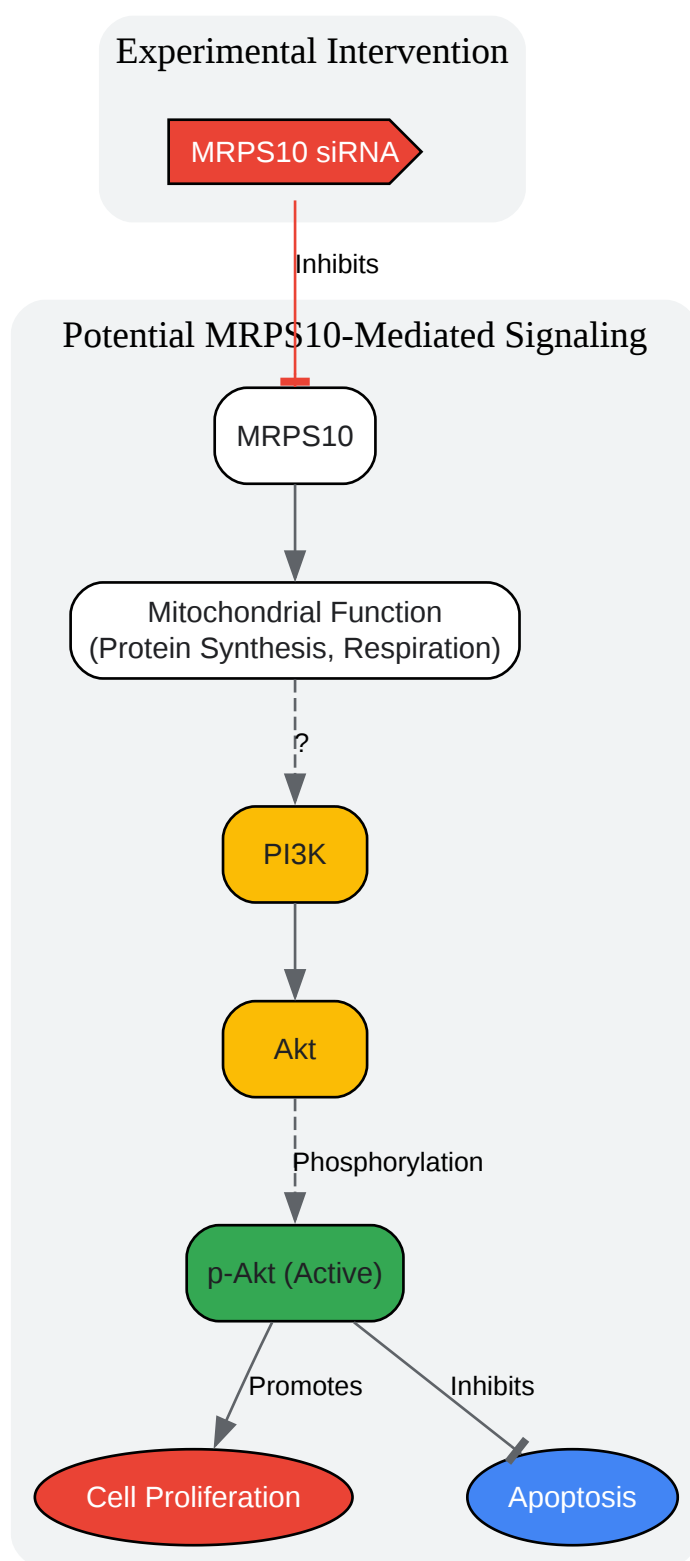 Experimental Intervention
MRPS10 siRNA
Inhibits
Potential MRPS10-Mediated Signaling
MRPS10
Mitochondrial Function
(Protein Synthesis, Respiration)
?
PI3K
Akt
Phosphorylation
p-Akt (Active)
Promotes
Inhibits
Cell Proliferation
Apoptosis